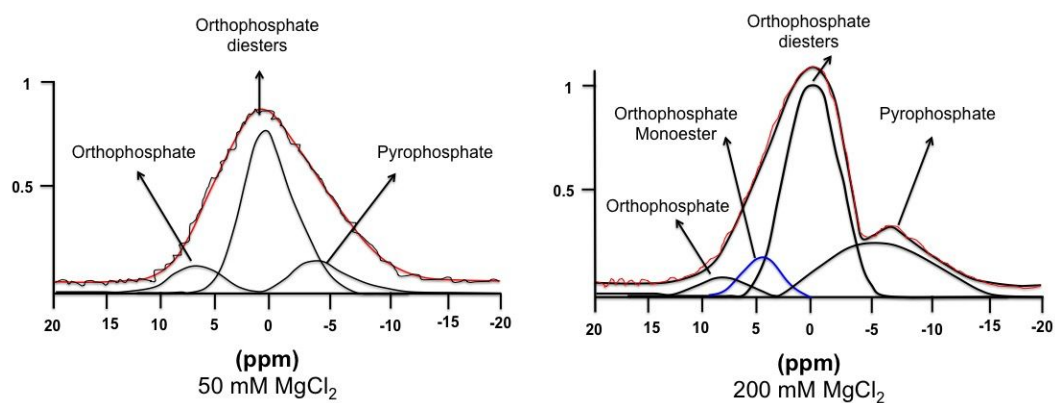 Orthophosphate
diesters
1
Orthophosphate
Pyrophosphate
0.5
20 15 10 5 0 -5 -10 -15 -20
(ppm)
50 mM MgCl₂
Orthophosphate
diesters
1
Orthophosphate
Monoester
Pyrophosphate
0.5
Orthophosphate
20 15 10 5 0 -5 -10 -15 -20
(ppm)
200 mM MgCl₂